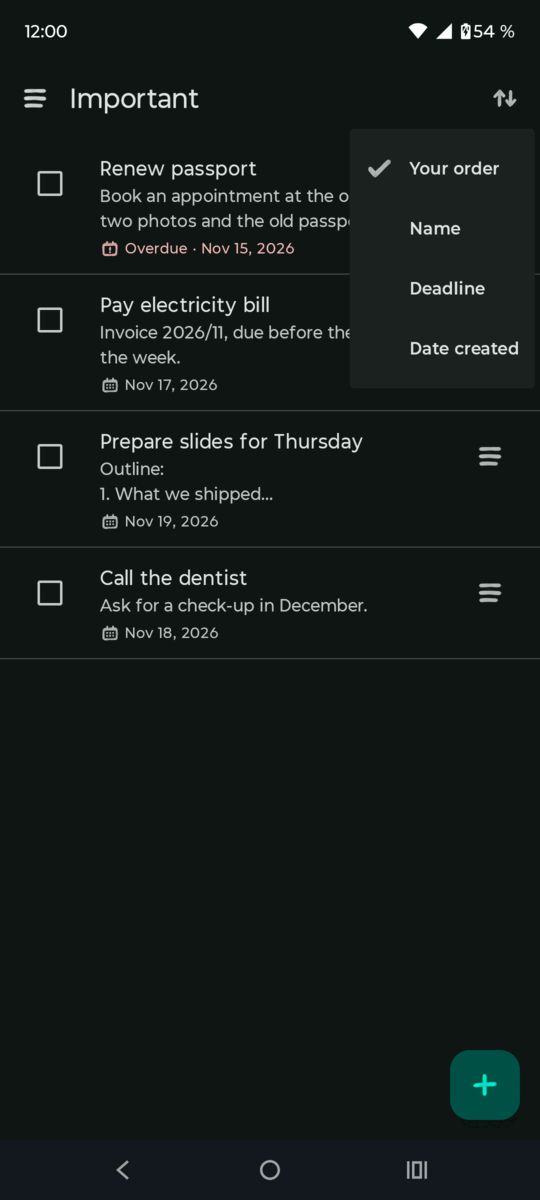 12:00
54 %
Important
Your order
Name
Deadline
Date created
Renew passport
Book an appointment at the
two photos and the old
Overdue · Nov 15, 2026
Pay electricity bill
Invoice 2026/11, due before the
the week.
Nov 17, 2026
Prepare slides for Thursday
Outline:
1. What we shipped...
Nov 19, 2026
Call the dentist
Ask for a check-up in December.
Nov 18, 2026